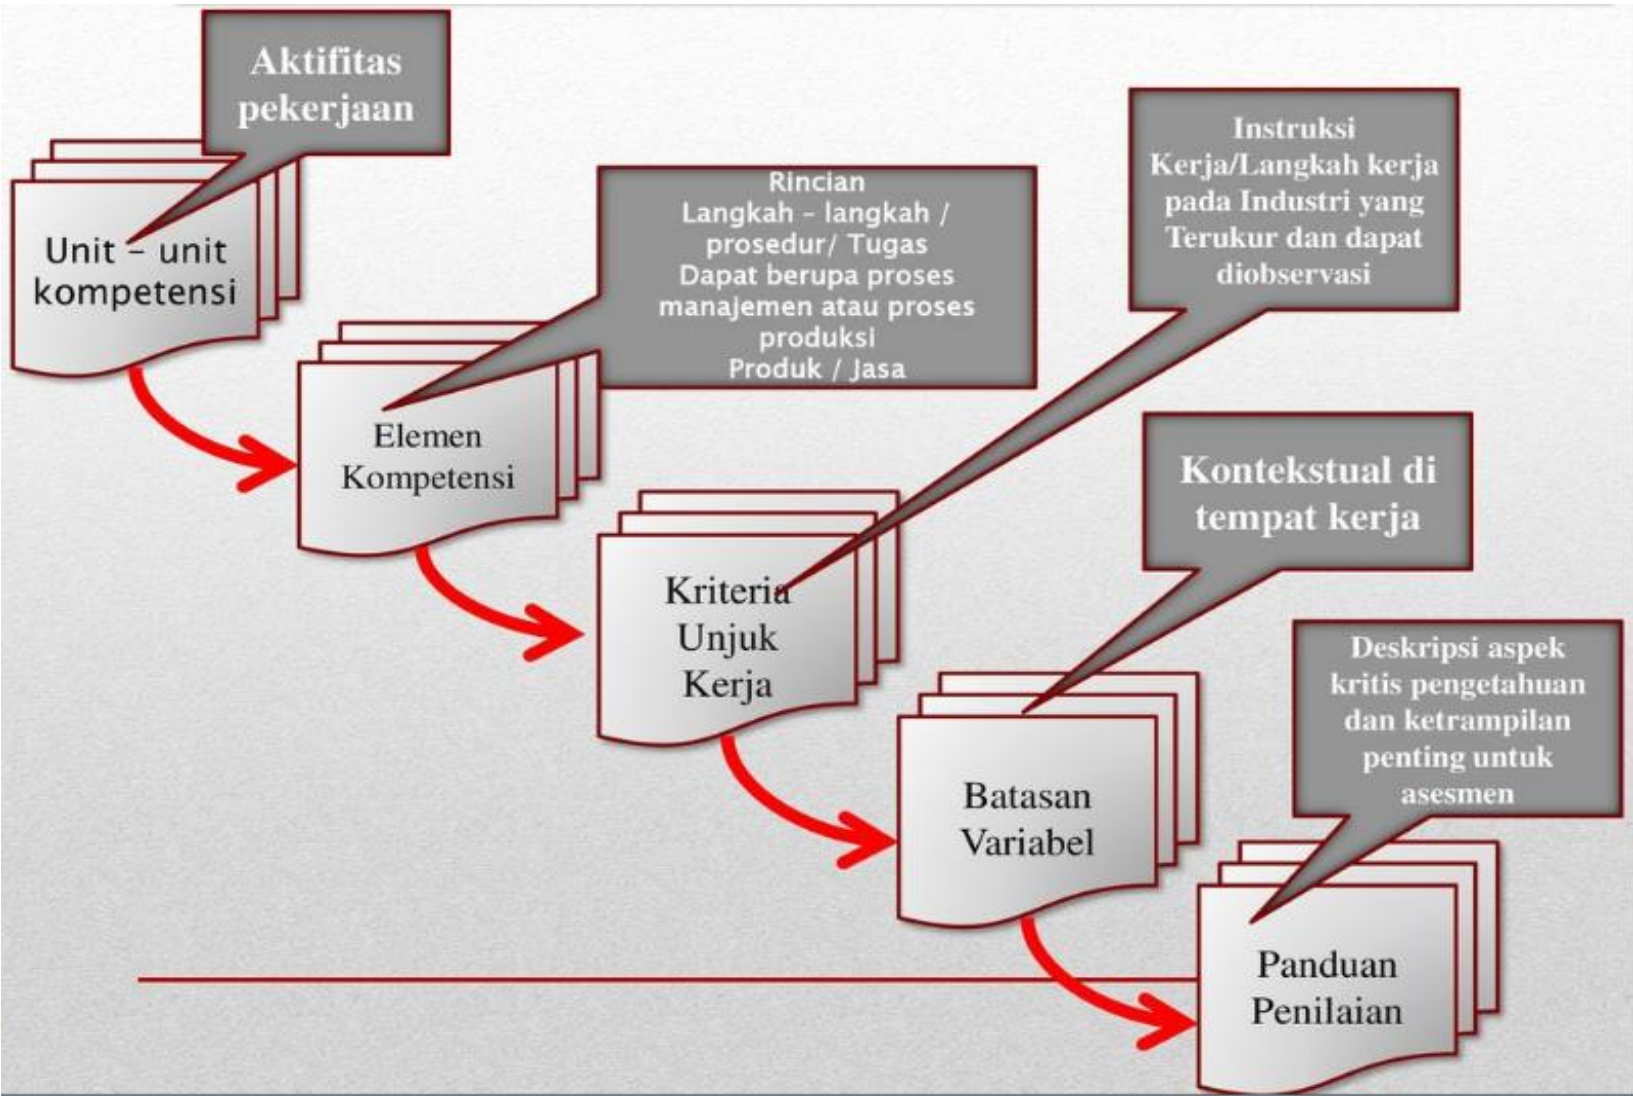 Aktifitas
pekerjaan
Unit – unit
kompetensi
Rincian
Langkah – langkah /
prosedur/ Tugas
Dapat berupa proses
manajemen atau proses
produksi
Produk / Jasa
Elemen
Kompetensi
Instruksi
Kerja/Langkah kerja
pada Industri yang
Terukur dan dapat
diobservasi
Kriteria
Unjuk
Kerja
Kontekstual di
tempat kerja
Batasan
Variabel
Deskripsi aspek
kritis pengetahuan
dan ketrampilan
penting untuk
asesmen
Panduan
Penilaian